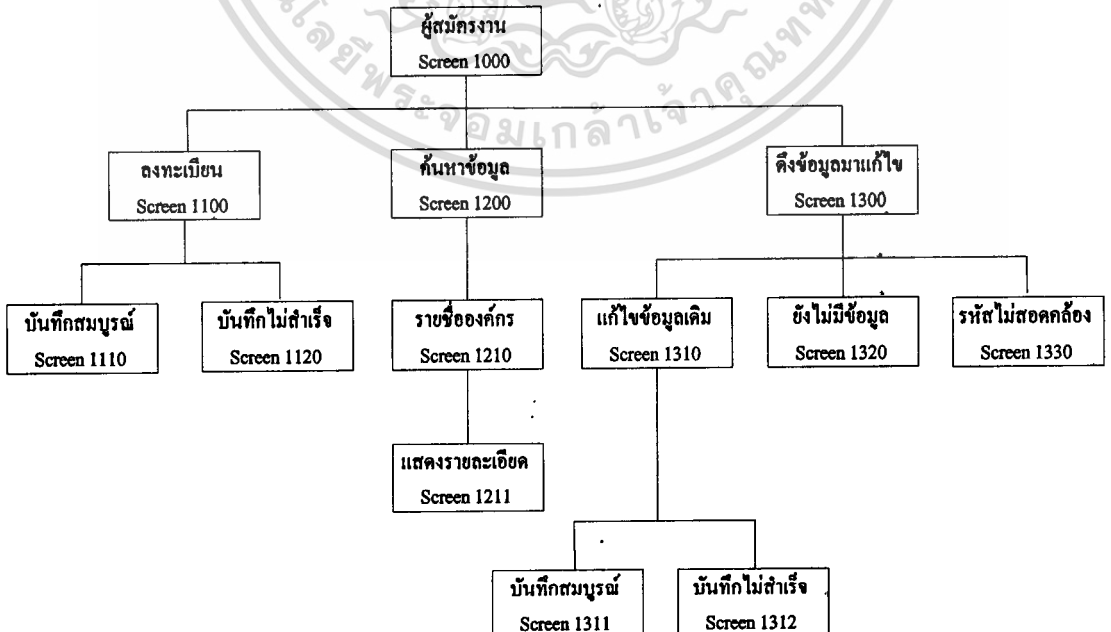 ผู้สมัครงาน
Screen 1000
ลงทะเบียน
Screen 1100
ค้นหาข้อมูล
Screen 1200
ดึงข้อมูลมาแก้ไข
Screen 1300
บันทึกสมบูรณ์
Screen 1110
บันทึกไม่สำเร็จ
Screen 1120
รายชื่อองค์กร
Screen 1210
แก้ไขข้อมูลเดิม
Screen 1310
ยังไม่มีข้อมูล
Screen 1320
รหัสไม่สอดคล้อง
Screen 1330
แสดงรายละเอียด
Screen 1211
บันทึกสมบูรณ์
Screen 1311
บันทึกไม่สำเร็จ
Screen 1312